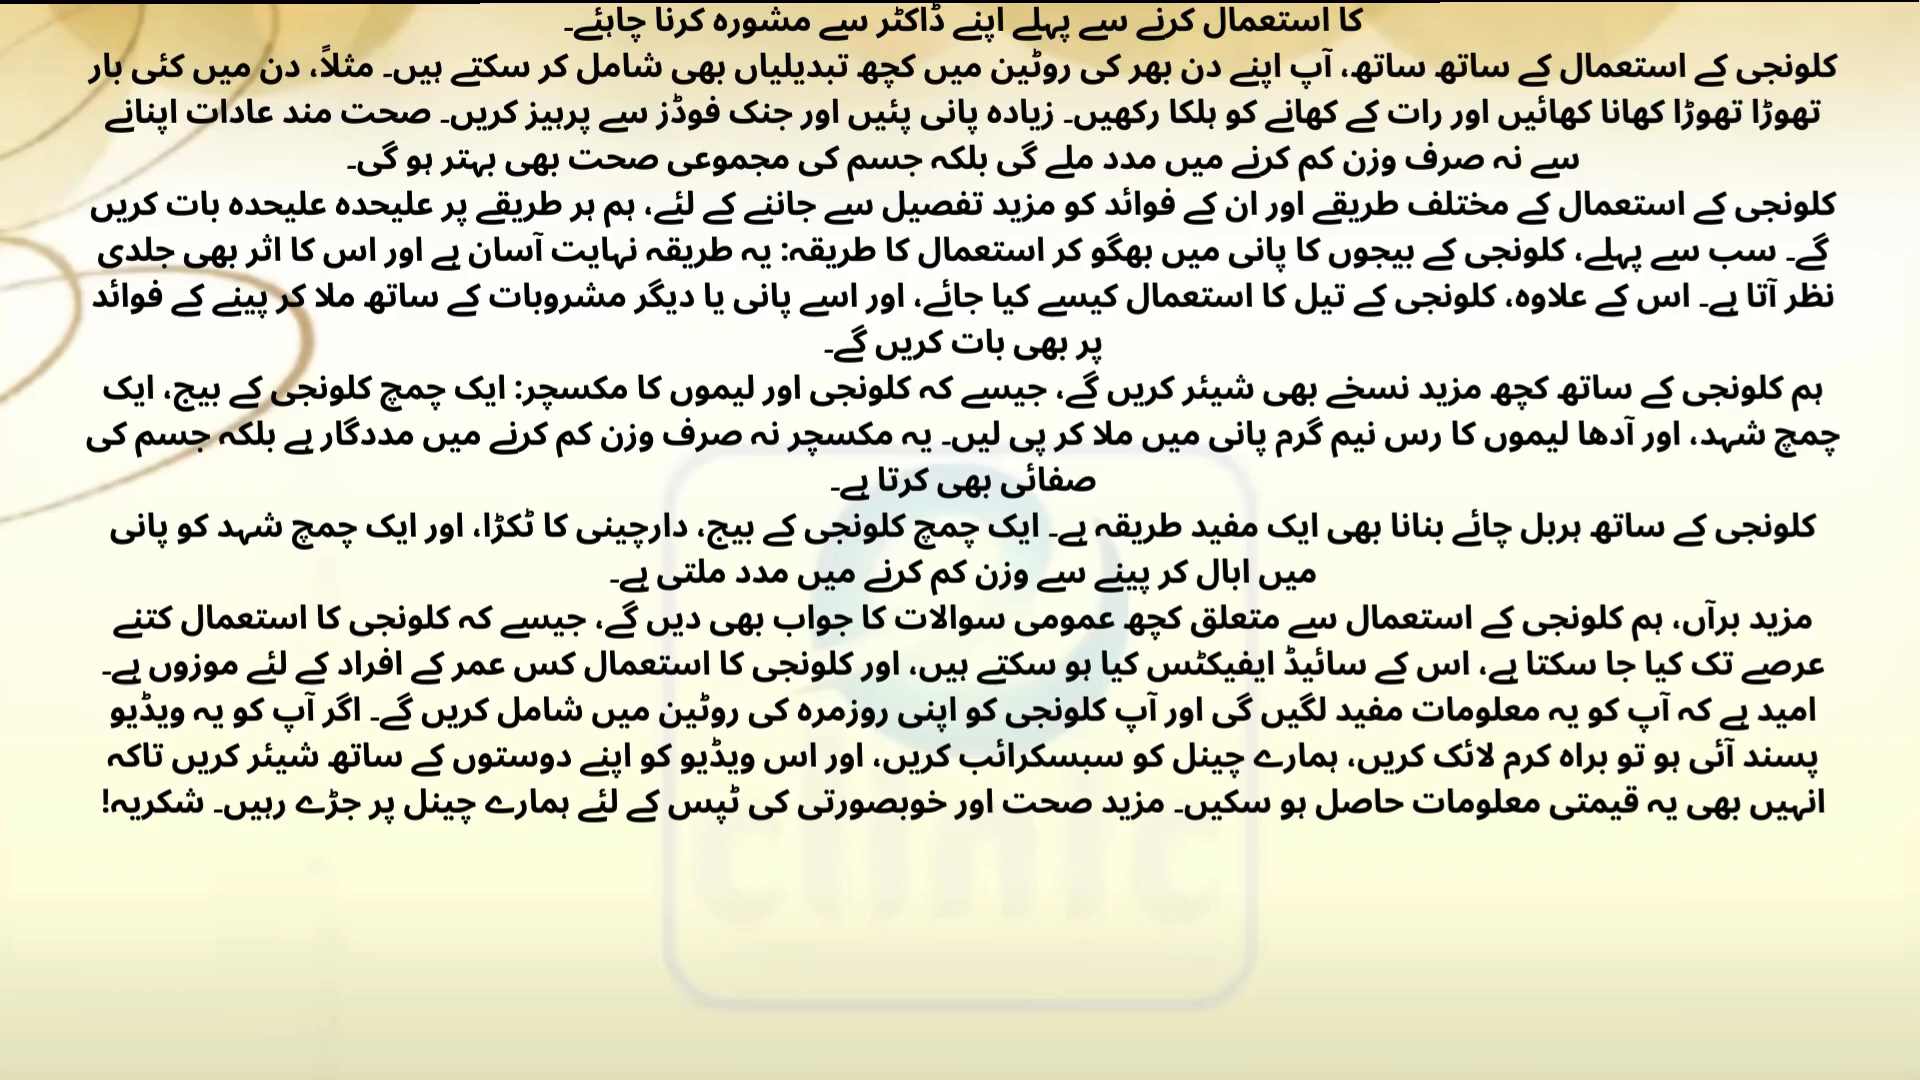 کا استعمال کرنے سے پہلے اپنے ڈاکٹر سے مشورہ کرنا چاہئے۔
کلونجی کے استعمال کے ساتھ ساتھ، آپ اپنے دن بھر کی روٹین میں کچھ تبدیلیاں بھی شامل کر سکتے ہیں۔ مثلاً، دن میں کئی بار
تھوڑا تھوڑا کھانا کھائیں اور رات کے کھانے کو ہلکا رکھیں۔ زیادہ پانی پئیں اور جنک فوڈز سے پرہیز کریں۔ صحت مند عادات اپنانے
سے نہ صرف وزن کم کرنے میں مدد ملے گی بلکہ جسم کی مجموعی صحت بھی بہتر ہو گی۔
کلونجی کے استعمال کے مختلف طریقے اور ان کے فوائد کو مزید تفصیل سے جاننے کے لئے، ہم ہر طریقے پر علیحدہ علیحدہ بات کریں
گے۔ سب سے پہلے، کلونجی کے بیجوں کا پانی میں بھگو کر استعمال کا طریقہ: یہ طریقہ نہایت آسان ہے اور اس کا اثر بھی جلدی
نظر آتا ہے۔ اس کے علاوہ، کلونجی کے تیل کا استعمال کیسے کیا جائے، اور اسے پانی یا دیگر مشروبات کے ساتھ ملا کر پینے کے فوائد
پر بھی بات کریں گے۔
ہم کلونجی کے ساتھ کچھ مزید نسخے بھی شیئر کریں گے، جیسے کہ کلونجی اور لیموں کا مکسچر: ایک چمچ کلونجی کے بیج، ایک
چمچ شہد، اور آدھا لیموں کا رس نیم گرم پانی میں ملا کر پی لیں۔ یہ مکسچر نہ صرف وزن کم کرنے میں مددگار ہے بلکہ جسم کی
صفائی بھی کرتا ہے۔
کلونجی کے ساتھ ہربل چائے بنانا بھی ایک مفید طریقہ ہے۔ ایک چمچ کلونجی کے بیج، دارچینی کا ٹکڑا، اور ایک چمچ شہد کو پانی
میں ابال کر پینے سے وزن کم کرنے میں مدد ملتی ہے۔
مزید برآں، ہم کلونجی کے استعمال سے متعلق کچھ عمومی سوالات کا جواب بھی دیں گے، جیسے کہ کلونجی کا استعمال کتنے
عرصے تک کیا جا سکتا ہے، اس کے سائیڈ ایفیکٹس کیا ہو سکتے ہیں، اور کلونجی کا استعمال کس عمر کے افراد کے لئے موزوں ہے۔
امید ہے کہ آپ کو یہ معلومات مفید لگیں گی اور آپ کلونجی کو اپنی روزمرہ کی روٹین میں شامل کریں گے۔ اگر آپ کو یہ ویڈیو
پسند آئی ہو تو براہ کرم لائک کریں، ہمارے چینل کو سبسکرائب کریں، اور اس ویڈیو کو اپنے دوستوں کے ساتھ شیئر کریں تاکہ
انہیں بھی یہ قیمتی معلومات حاصل ہو سکیں۔ مزید صحت اور خوبصورتی کی ٹپس کے لئے ہمارے چینل پر جڑے رہیں۔ شکریہ!
clinic